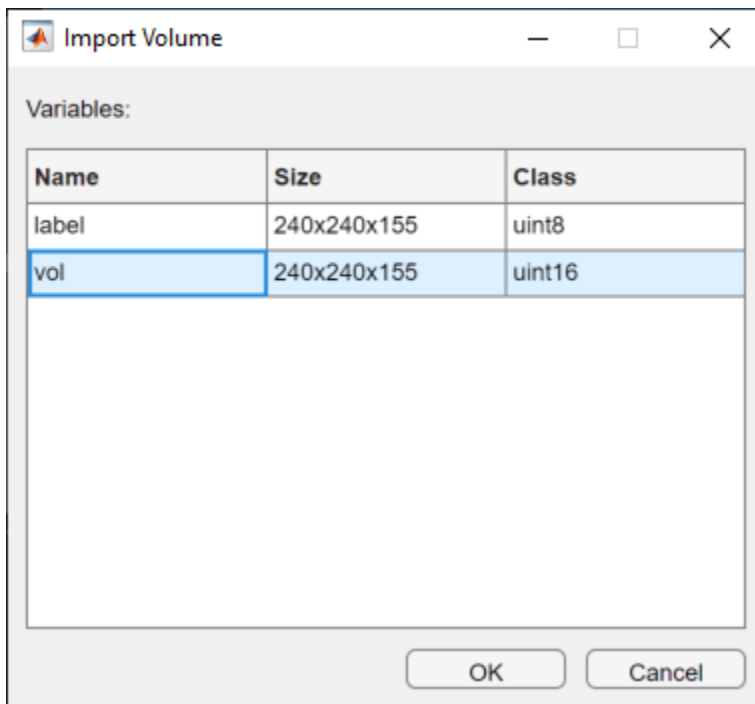 Import Volume
Variables:
Name Size Class
label 240x240x155 uint8
vol 240x240x155 uint16
OK Cancel